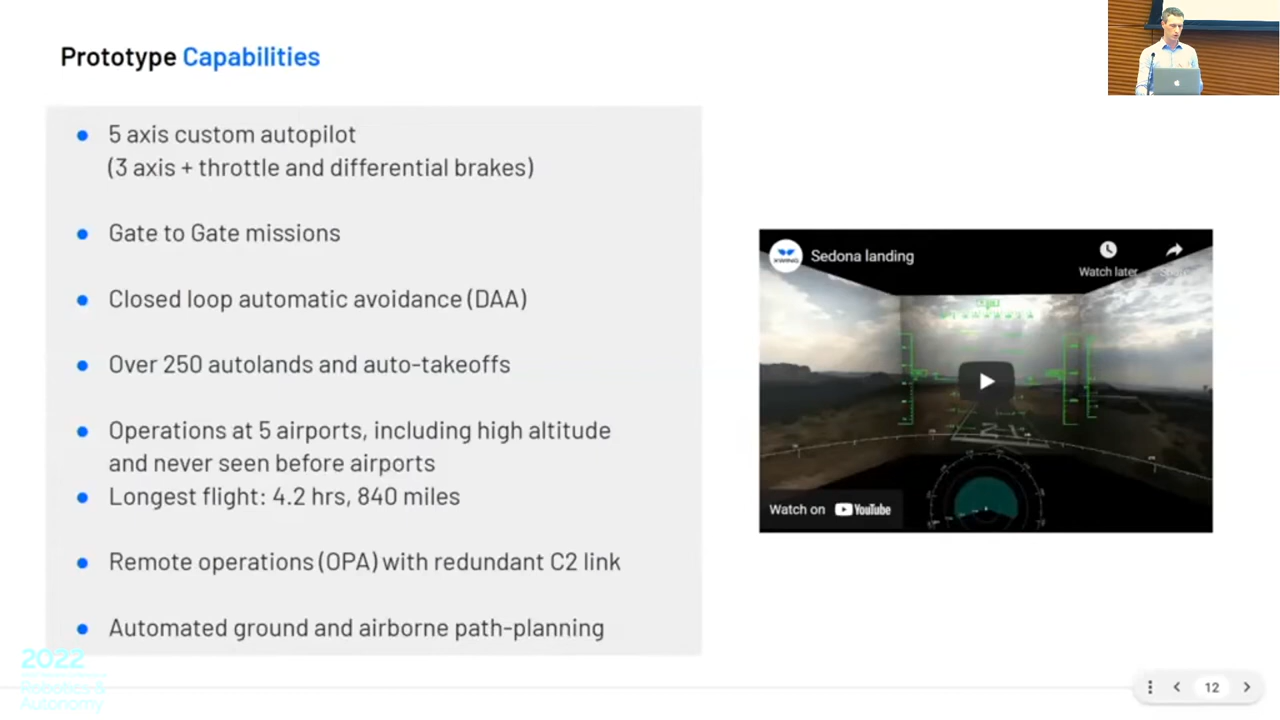 Prototype Capabilities
5 axis custom autopilot
(3 axis + throttle and differential brakes)
Gate to Gate missions
Closed loop automatic avoidance (DAA)
Over 250 autolands and auto-takeoffs
Operations at 5 airports, including high altitude
and never seen before airports
Longest flight: 4.2 hrs, 840 miles
Remote operations (OPA) with redundant C2 link
Automated ground and airborne path-planning
XWING
Sedona landing
Watch later
Share
21
Watch on YouTube
2022
Robotics &
Autonomy
12